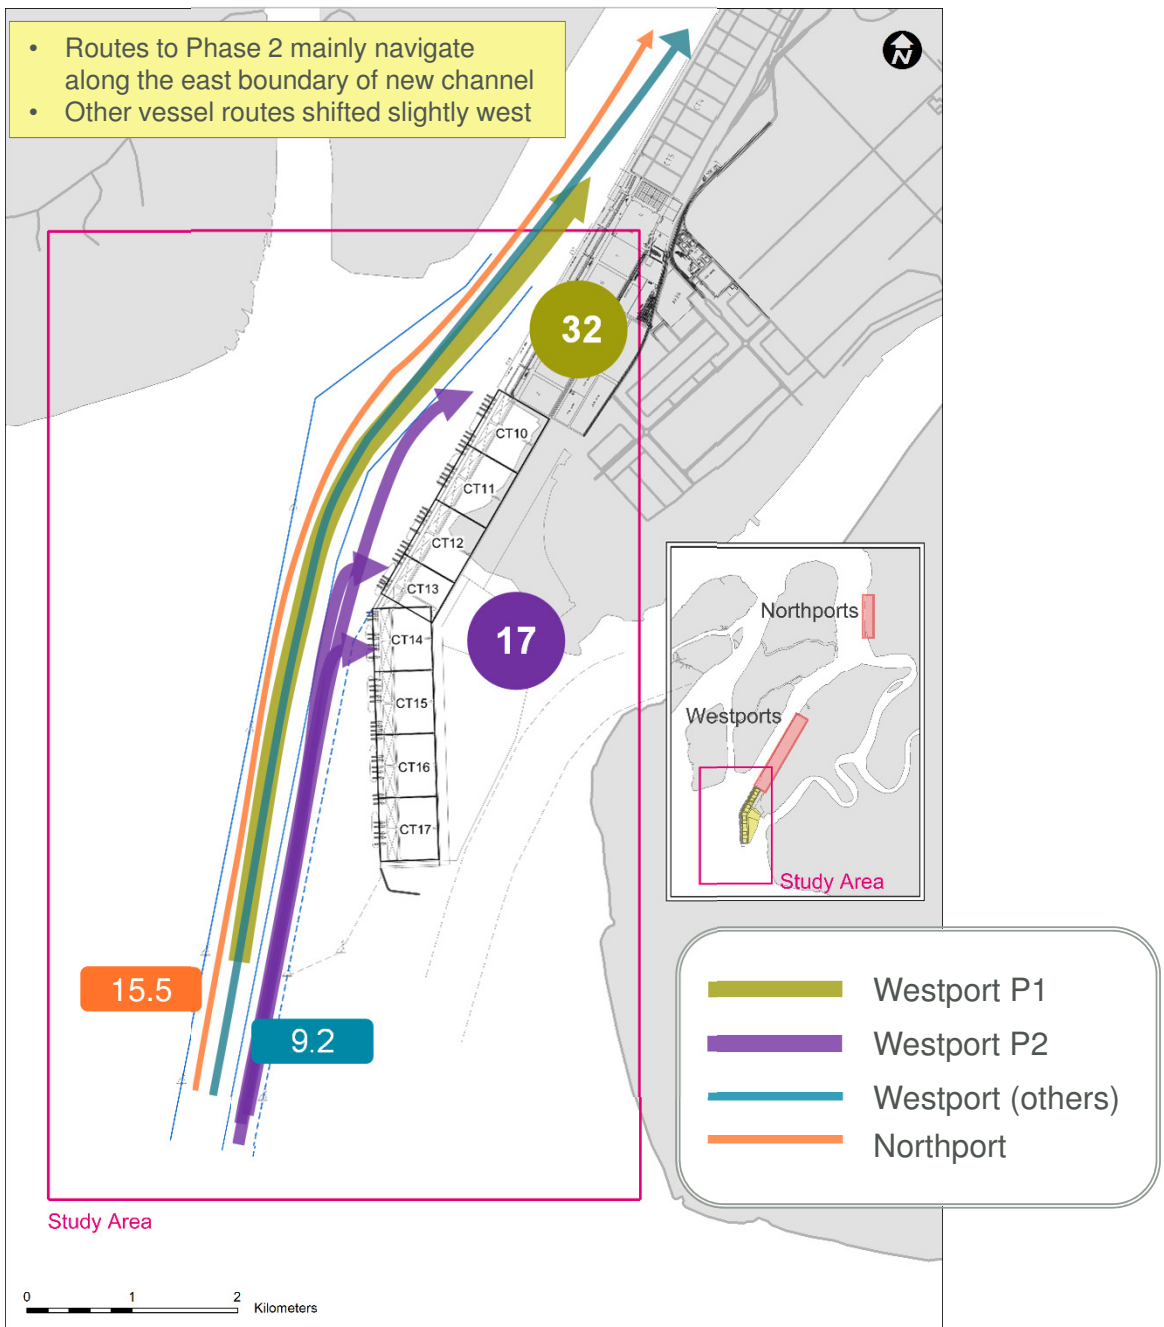 • Routes to Phase 2 mainly navigate
along the east boundary of new channel
• Other vessel routes shifted slightly west
N
32
CT10
CT11
CT12
CT13
17
CT14
CT15
CT16
CT17
Northports
Westports
Study Area
15.5
9.2
Westport P1
Westport P2
Westport (others)
Northport
Study Area
0 1 2
Kilometers